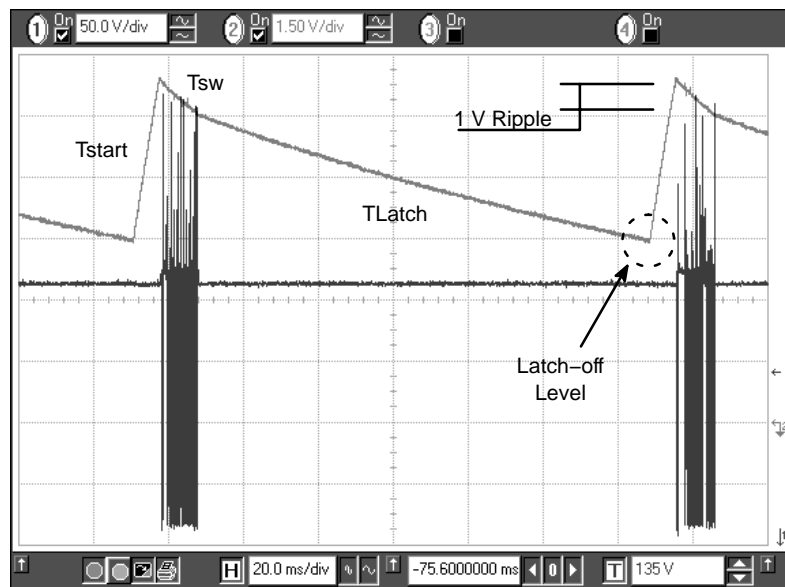 1 On 50.0 V/div 2 On 1.50 V/div 3 On 4 On
Tsw
1 V Ripple
Tstart
TLatch
Latch−off
Level
H 20.0 ms/div -75.6000000 ms 0 T 135 V